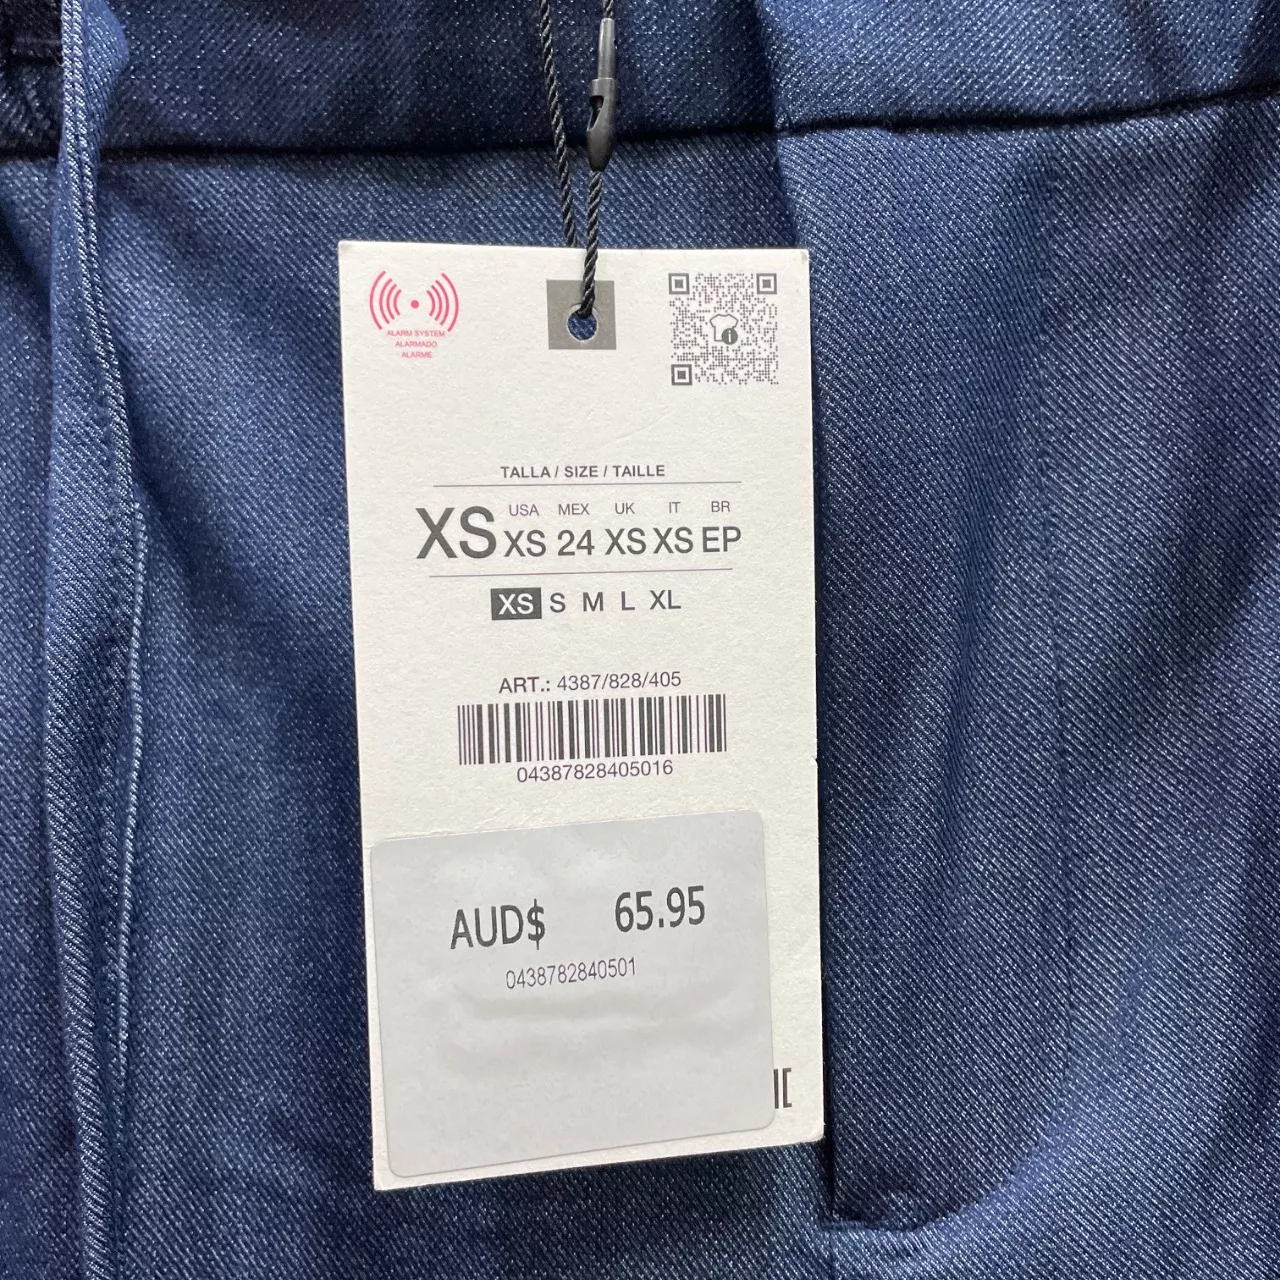 ALARM SYSTEM
ALARMADO
ALARME
TALLA / SIZE / TAILLE
XS
USA MEX UK IT BR
XS 24 XS XS EP
XS S M L XL
ART.: 4387/828/405
04387828405016
AUD$ 65.95
0438782840501